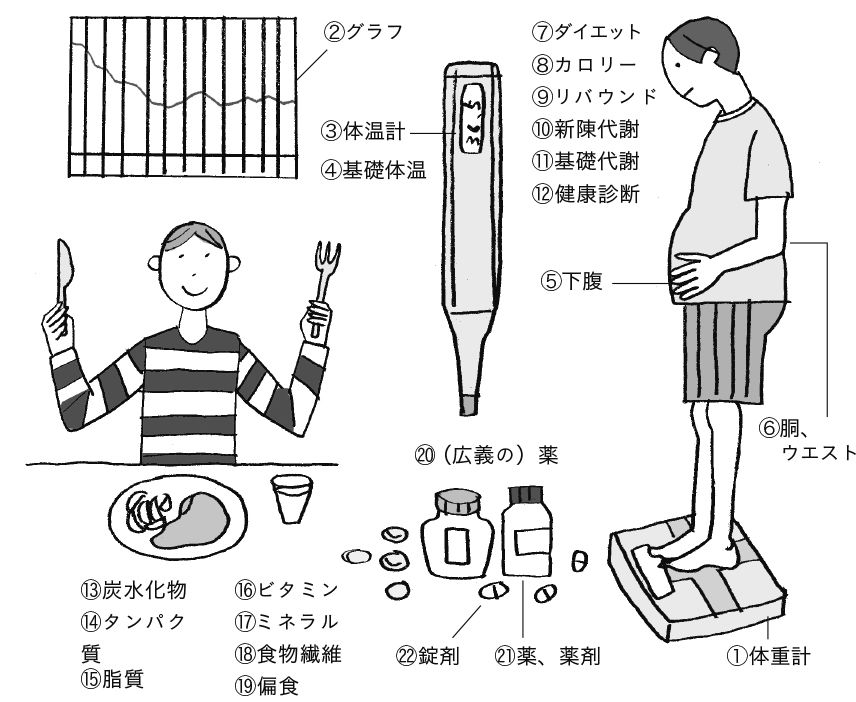 ②グラフ
③体温計
④基礎体温
⑦ダイエット
⑧カロリー
⑨リバウンド
⑩新陳代謝
⑪基礎代謝
⑫健康診断
⑤下腹
⑥胴、
ウエスト
⑳（広義の）薬
⑬炭水化物
⑭タンパク
質
⑮脂質
⑯ビタミン
⑰ミネラル
⑱食物繊維
⑲偏食
㉒錠剤
㉑薬、薬剤
①体重計